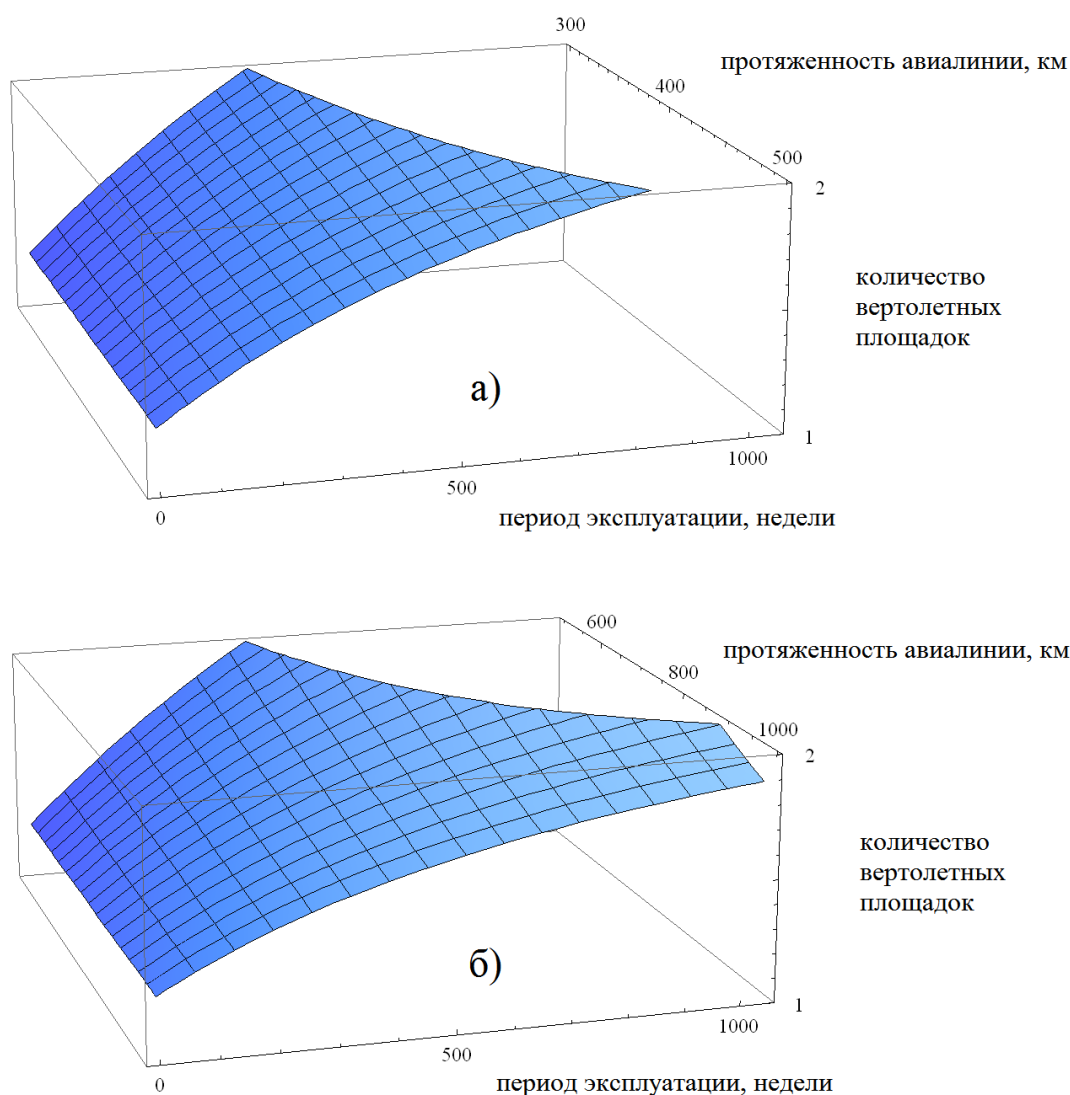 300
протяженность авиалинии, км
400
500
2
количество
вертолетных
площадок
а)
1
1000
500
0
период эксплуатации, недели
600
протяженность авиалинии, км
800
1000
2
количество
вертолетных
площадок
б)
1
1000
500
0
период эксплуатации, недели